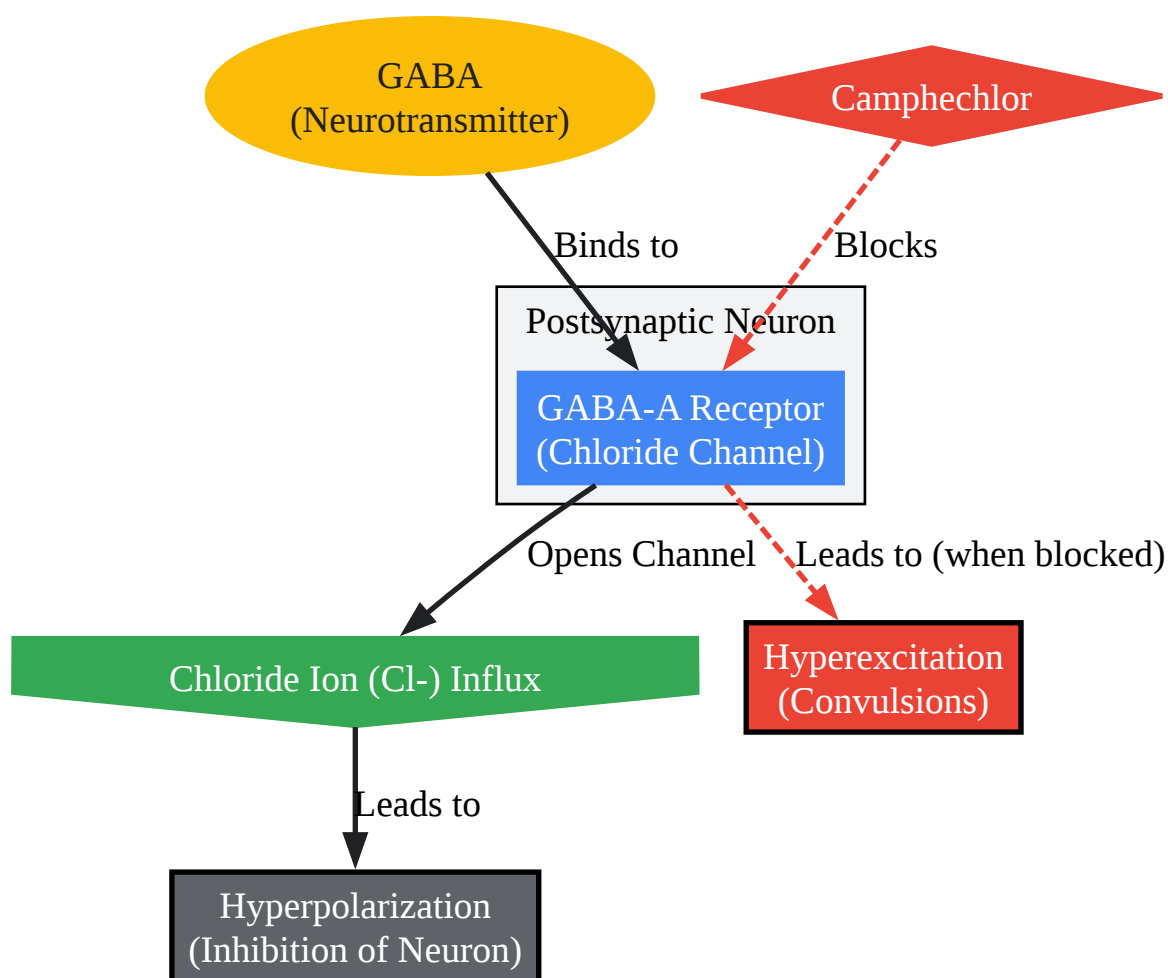 GABA
(Neurotransmitter)
Camphechlor
Binds to
Blocks
Postsynaptic Neuron
GABA-A Receptor
(Chloride Channel)
Opens Channel
Leads to (when blocked)
Chloride Ion (Cl-) Influx
Hyperexcitation
(Convulsions)
Leads to
Hyperpolarization
(Inhibition of Neuron)